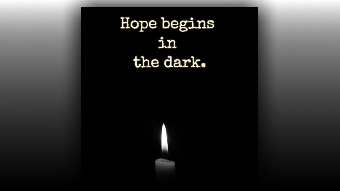 Hope begins
in
the dark.